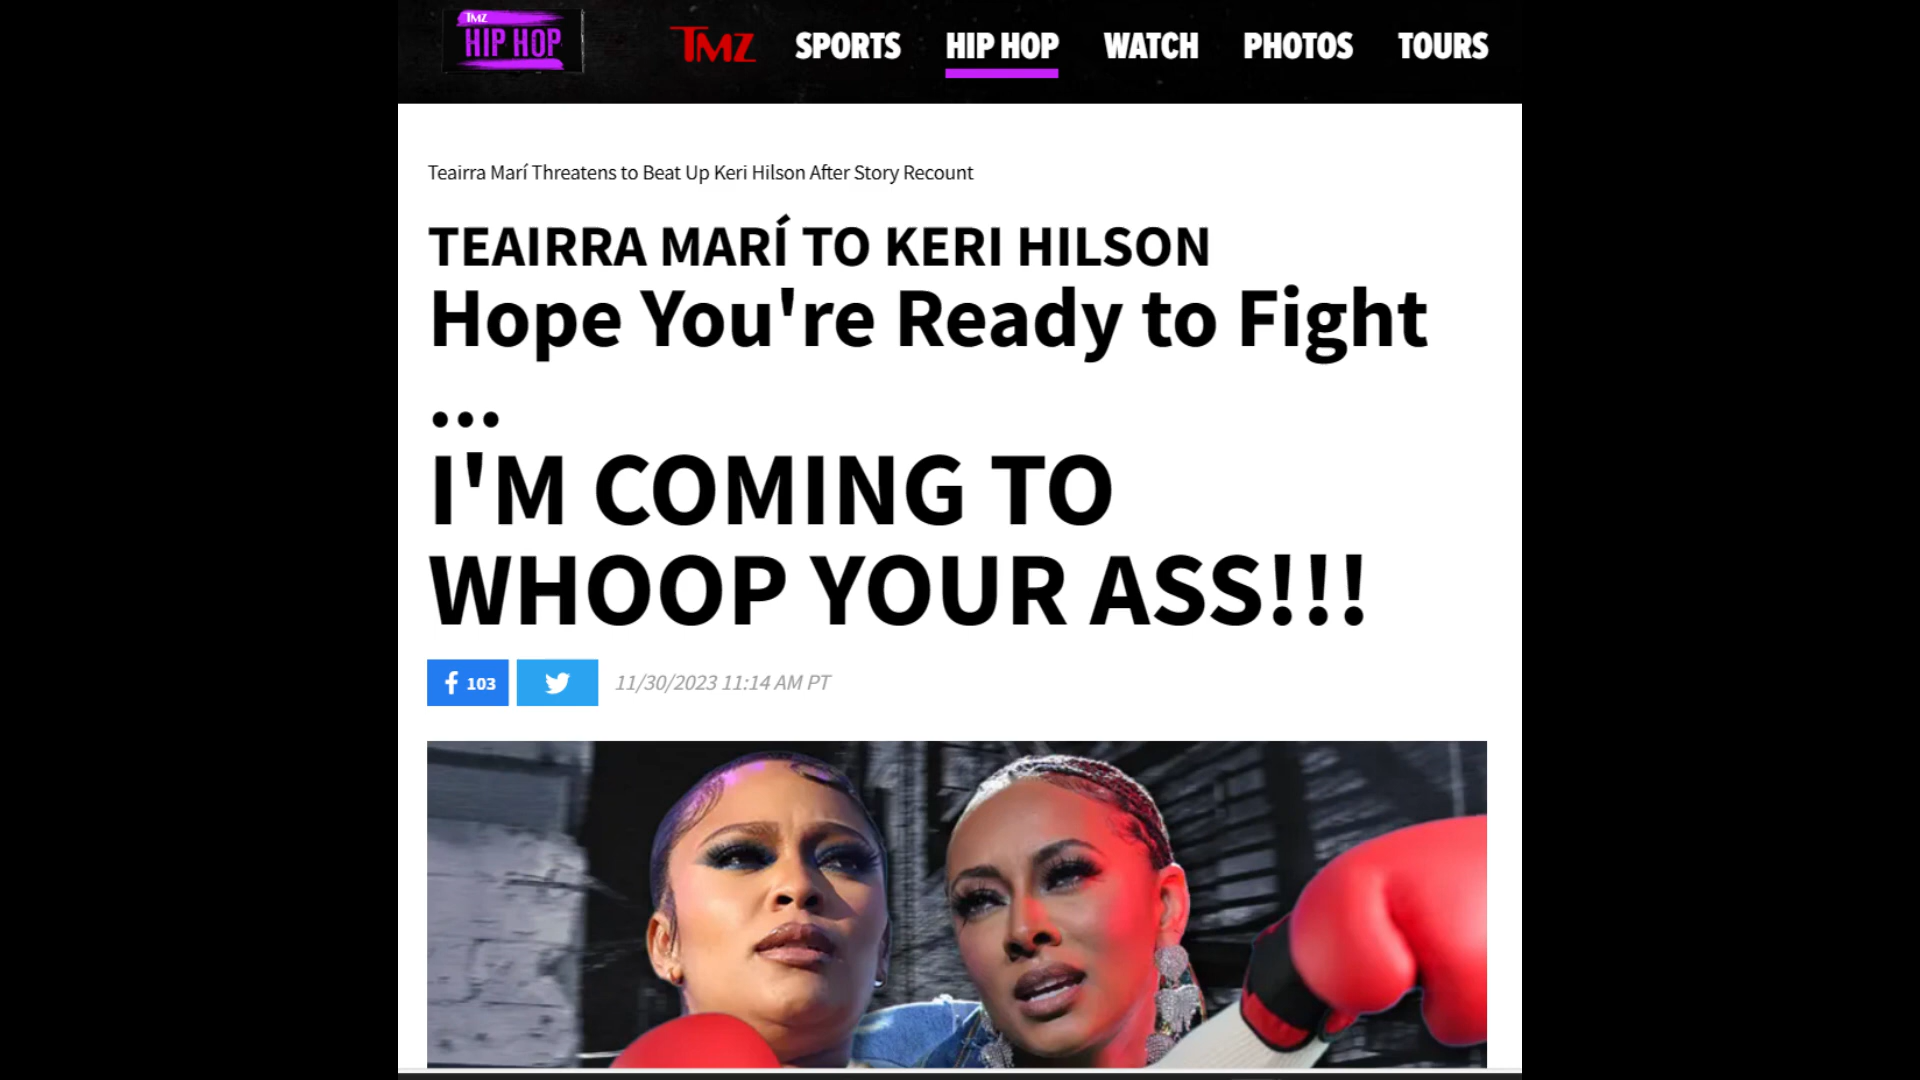 TMZ
HIP HOP
TMZ SPORTS HIP HOP WATCH PHOTOS TOURS
Teairra Marí Threatens to Beat Up Keri Hilson After Story Recount
TEAIRRA MARÍ TO KERI HILSON
Hope You're Ready to Fight
...
I'M COMING TO
WHOOP YOUR ASS!!!
f 103 11/30/2023 11:14 AM PT